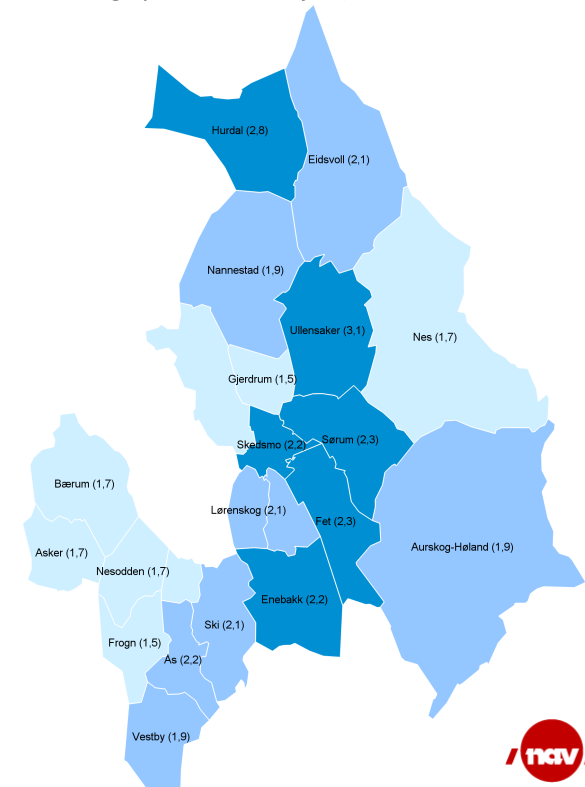 Hurdal (2,8)
Eidsvoll (2,1)
Nannestad (1,9)
Ullensaker (3,1)
Nes (1,7)
Gjerdrum (1,5)
Skedsmo (2,2)
Sørum (2,3)
Bærum (1,7)
Lørenskog (2,1)
Fet (2,3)
Asker (1,7)
Aurskog-Høland (1,9)
Nesodden (1,7)
Enebakk (2,2)
Ski (2,1)
Frogn (1,5)
Ås (2,2)
Vestby (1,9)
nav